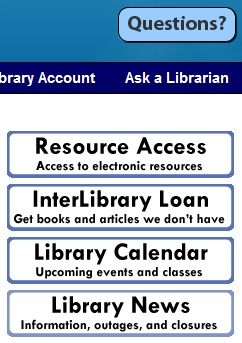 Questions?
brary Account Ask a Librarian
Resource Access
Access to electronic resources
InterLibrary Loan
Get books and articles we don't have
Library Calendar
Upcoming events and classes
Library News
Information, outages, and closures